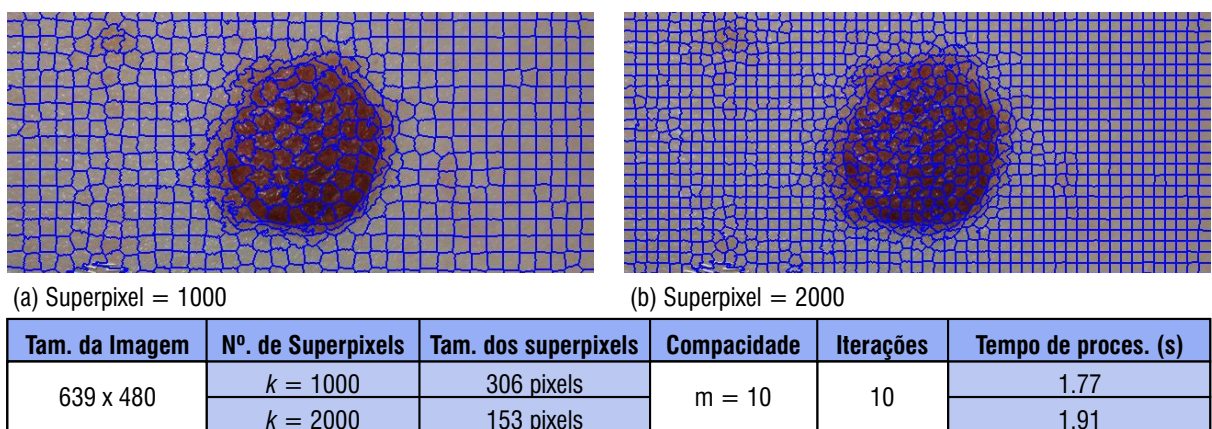 (a) Superpixel = 1000
(b) Superpixel = 2000
Tam. da Imagem Nº. de Superpixels Tam. dos superpixels Compacidade Iterações Tempo de proces. (s)
639 x 480 k = 1000 306 pixels m = 10 10 1.77
k = 2000 153 pixels 1.91